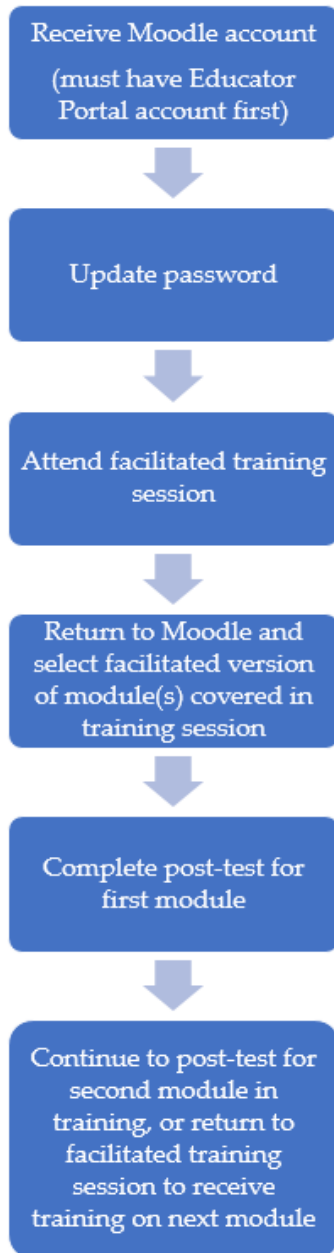 Receive Moodle account
(must have Educator
Portal account first)
Update password
Attend facilitated training
session
Return to Moodle and
select facilitated version
of module(s) covered in
training session
Complete post-test for
first module
Continue to post-test for
second module in
training, or return to
facilitated training
session to receive
training on next module